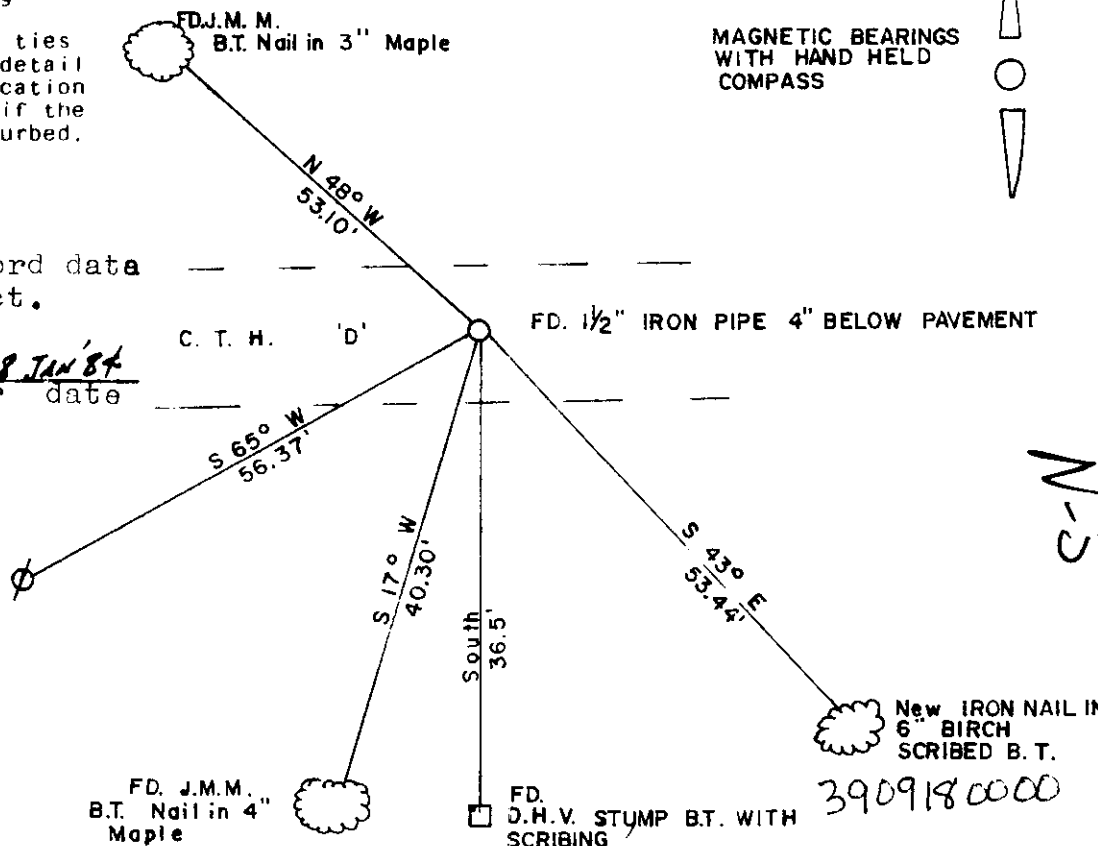 FD.J.M. M.
B.T. Nail in 3" Maple
ties
detail
cation
if the
urbed.
MAGNETIC BEARINGS
WITH HAND HELD
COMPASS
N 48° W
53.10'
ord data
et.
C. T. H. 'D'
FD. 1½" IRON PIPE 4" BELOW PAVEMENT
8 JAN '84
date
S 65° W
56.37'
S 17° W
40.30'
South
36.5'
S 43° E
53.44'
New IRON NAIL IN
6" BIRCH
SCRIBED B. T.
3909180000
FD. J.M.M.
B.T. Nail in 4"
Maple
FD.
O.H.V. STUMP B.T. WITH
SCRIBING